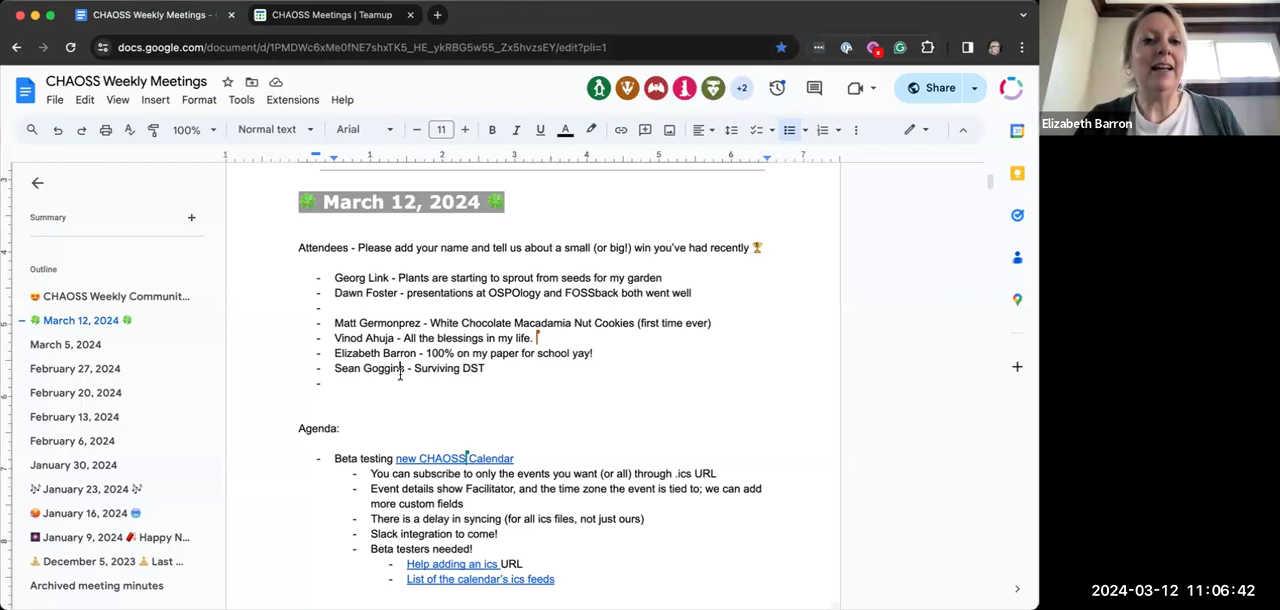 CHAOSS Weekly Meetings -
CHAOSS Meetings | Teamup
docs.google.com/document/d/1PMDWc6xMe0fNE7shxTK5_HE_ykRBG5w55_Zx5hvzsEY/edit?pli=1
CHAOSS Weekly Meetings
File Edit View Insert Format Tools Extensions Help
+2
Share
100% Normal text Arial 11
Elizabeth Barron
1 1 2 3 4 5 6 7
Summary
Outline
😍 CHAOSS Weekly Communit...
🍀 March 12, 2024 🍀
March 5, 2024
February 27, 2024
February 20, 2024
February 13, 2024
February 6, 2024
January 30, 2024
🎶 January 23, 2024 🎶
😡 January 16, 2024 🥶
🎆 January 9, 2024 🧨 Happy N...
🙏 December 5, 2023 🙏 Last ...
Archived meeting minutes
🍀 March 12, 2024 🍀
Attendees - Please add your name and tell us about a small (or big!) win you've had recently 🏆
- Georg Link - Plants are starting to sprout from seeds for my garden
- Dawn Foster - presentations at OSPOlogy and FOSSback both went well
-
- Matt Germonprez - White Chocolate Macadamia Nut Cookies (first time ever)
- Vinod Ahuja - All the blessings in my life.
- Elizabeth Barron - 100% on my paper for school yay!
- Sean Goggins - Surviving DST
-
Agenda:
- Beta testing new CHAOSS Calendar
- You can subscribe to only the events you want (or all) through .ics URL
- Event details show Facilitator, and the time zone the event is tied to; we can add
more custom fields
- There is a delay in syncing (for all ics files, not just ours)
- Slack integration to come!
- Beta testers needed!
- Help adding an ics URL
- List of the calendar's ics feeds
2024-03-12 11:06:42